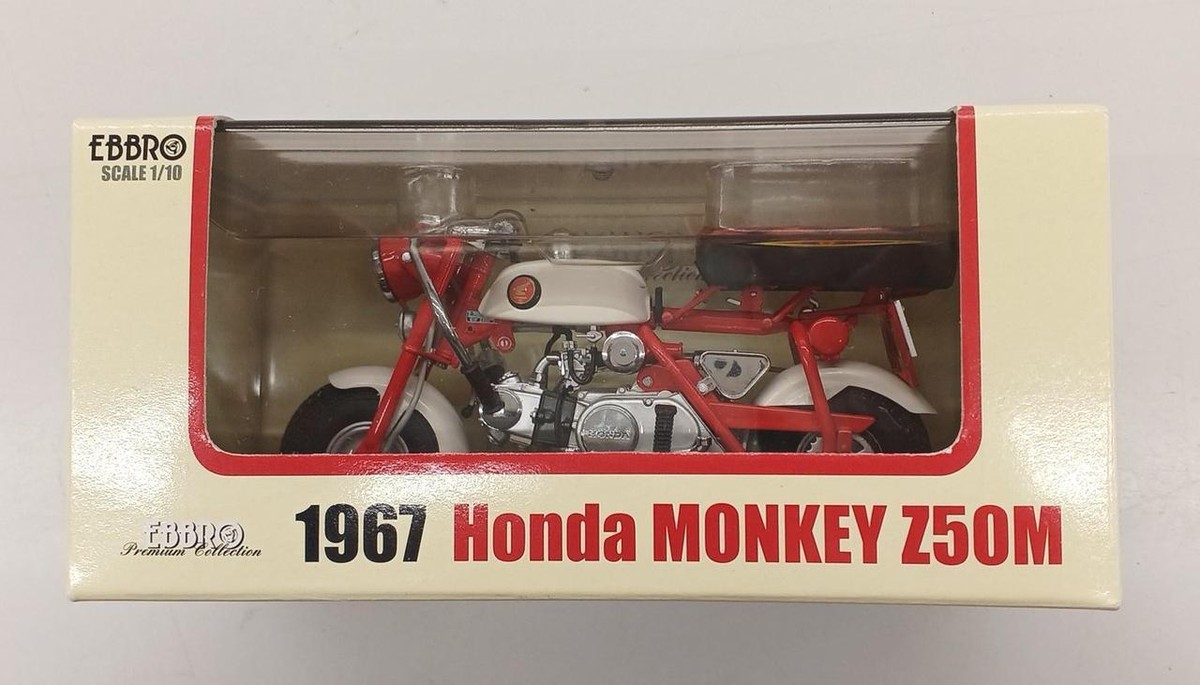 EBBRO
SCALE 1/10
EBBRO
Premium Collection
1967 Honda MONKEY Z50M
HONDA